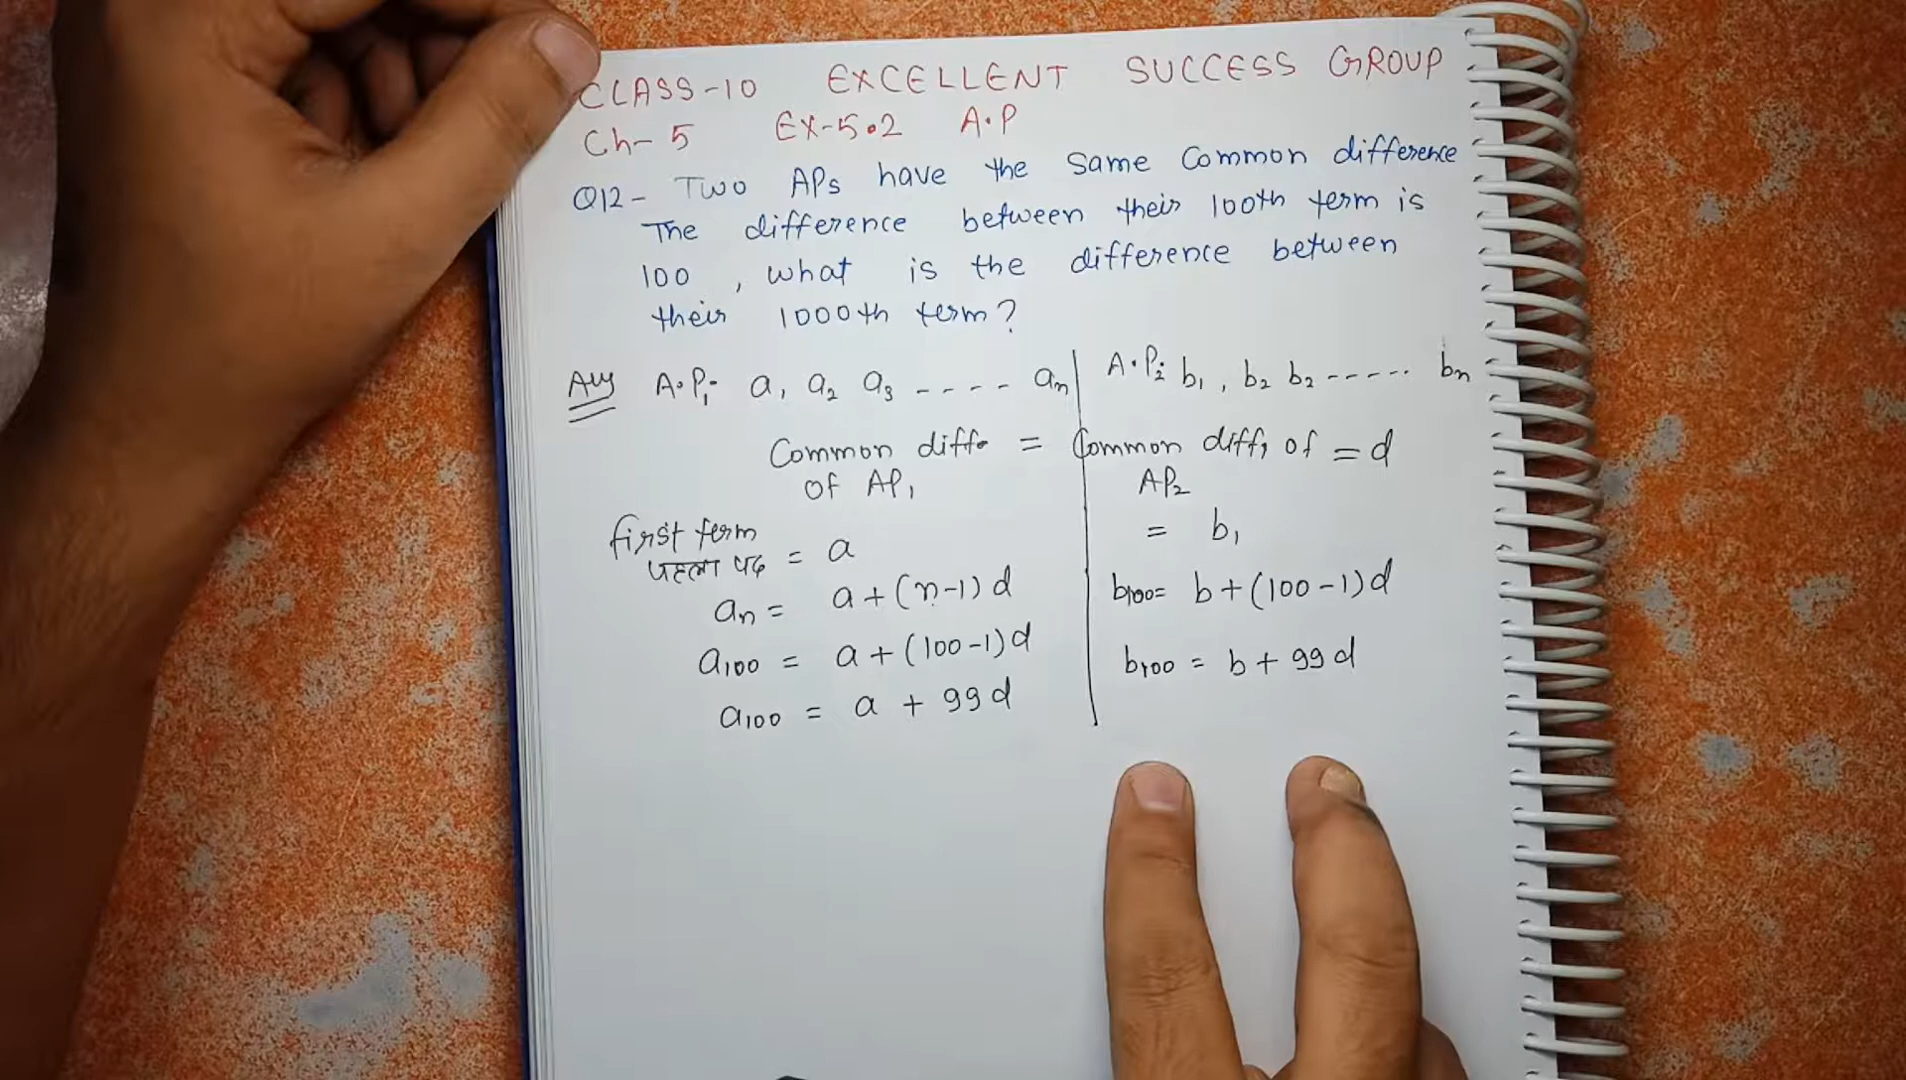 CLASS-10 EXCELLENT SUCCESS GROUP
Ch-5 EX-5.2 A.P
Q12- Two APs have the same common difference
The difference between their 100th term is
100 , what is the difference between
their 1000th term?
A.P1:- a, a2 a3 ---- an
A.P2: b1, b2 b2 ----- bn
Common diff. = Common diff, of = d
of AP1 AP2
first term
पहला पद = a
= b1
an = a+(n-1)d
a100 = a+(100-1)d
a100 = a + 99d
b100= b+(100-1)d
b100 = b+99d